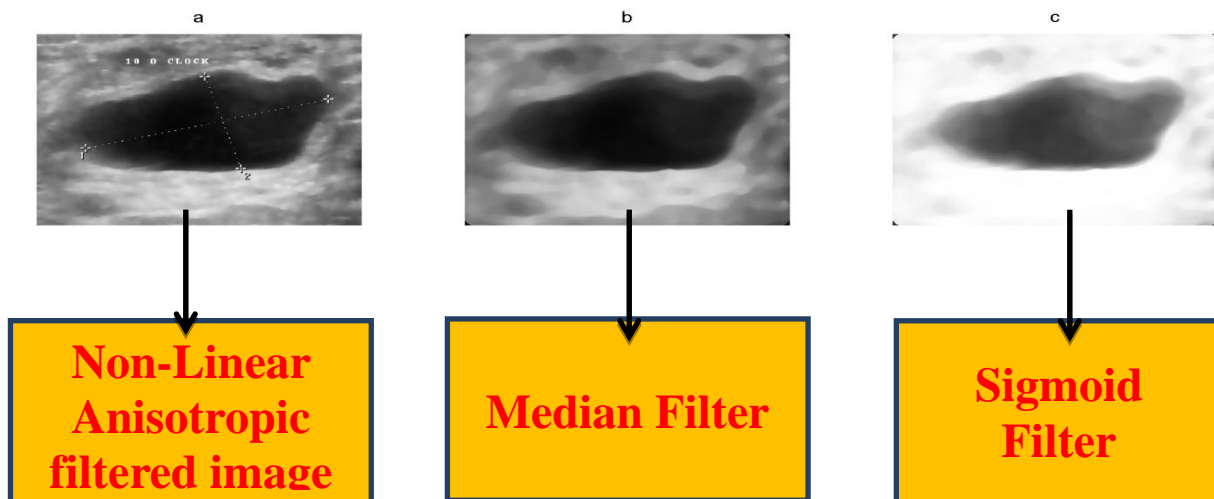 a
b
c
10 O CLOCK
1
2
Non-Linear
Anisotropic
filtered image
Median Filter
Sigmoid
Filter